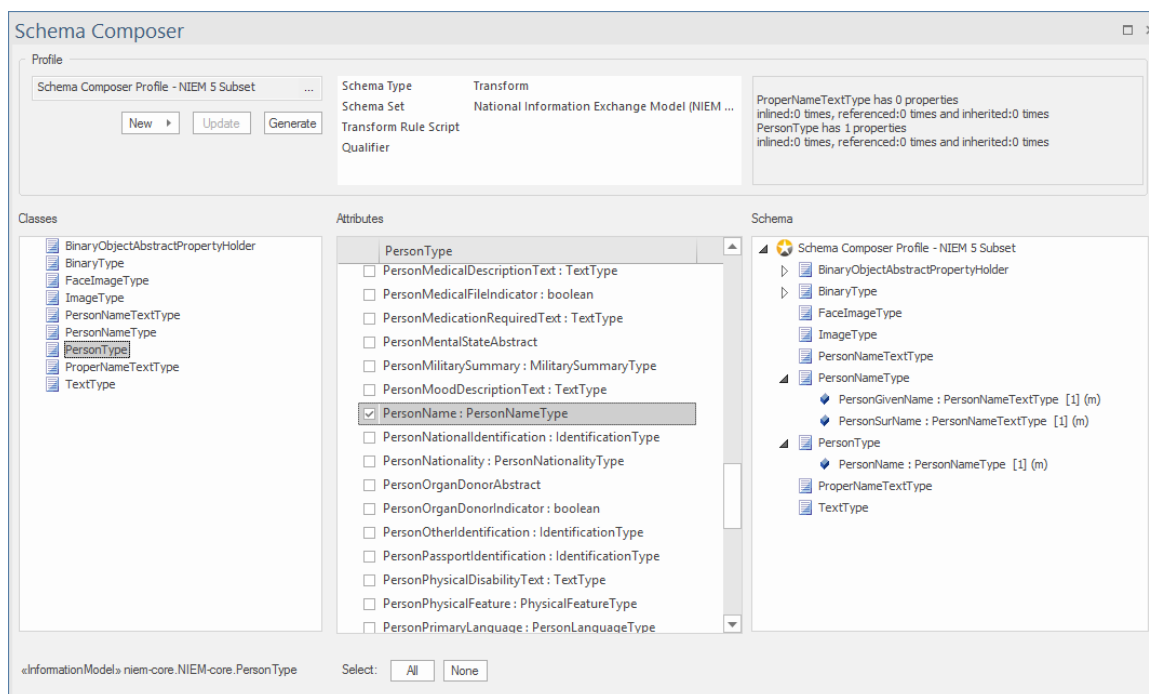 Schema Composer
Profile
Schema Composer Profile - NIEM 5 Subset ...
New Update Generate
Schema Type Transform
Schema Set National Information Exchange Model (NIEM ...
Transform Rule Script
Qualifier
ProperNameTextType has 0 properties
inlined:0 times, referenced:0 times and inherited:0 times
PersonType has 1 properties
inlined:0 times, referenced:0 times and inherited:0 times
Classes
BinaryObjectAbstractPropertyHolder
BinaryType
FaceImageType
ImageType
PersonNameTextType
PersonNameType
PersonType
ProperNameTextType
TextType
Attributes
PersonType
PersonMedicalDescriptionText : TextType
PersonMedicalFileIndicator : boolean
PersonMedicationRequiredText : TextType
PersonMentalStateAbstract
PersonMilitarySummary : MilitarySummaryType
PersonMoodDescriptionText : TextType
PersonName : PersonNameType
PersonNationalIdentification : IdentificationType
PersonNationality : PersonNationalityType
PersonOrganDonorAbstract
PersonOrganDonorIndicator : boolean
PersonOtherIdentification : IdentificationType
PersonPassportIdentification : IdentificationType
PersonPhysicalDisabilityText : TextType
PersonPhysicalFeature : PhysicalFeatureType
PersonPrimaryLanguage : PersonLanguageType
Schema
Schema Composer Profile - NIEM 5 Subset
BinaryObjectAbstractPropertyHolder
BinaryType
FaceImageType
ImageType
PersonNameTextType
PersonNameType
PersonGivenName : PersonNameTextType [1] (m)
PersonSurName : PersonNameTextType [1] (m)
PersonType
PersonName : PersonNameType [1] (m)
ProperNameTextType
TextType
«InformationModel» niem-core.NIEM-core.PersonType
Select: All None